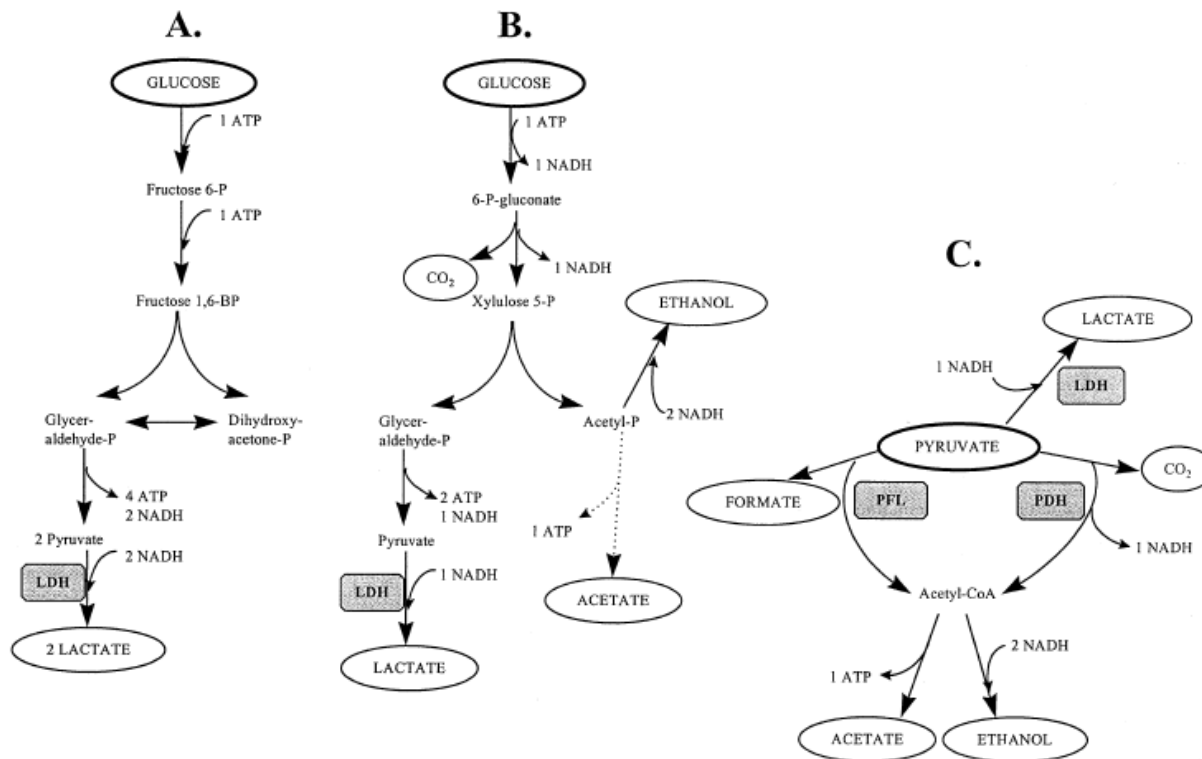 A.
GLUCOSE
1 ATP
Fructose 6-P
1 ATP
Fructose 1,6-BP
Glycer-
aldehyde-P
Dihydroxy-
acetone-P
4 ATP
2 NADH
2 Pyruvate
2 NADH
LDH
2 LACTATE
B.
GLUCOSE
1 ATP
1 NADH
6-P-gluconate
1 NADH
CO2
Xylulose 5-P
ETHANOL
2 NADH
Glycer-
aldehyde-P
Acetyl-P
2 ATP
1 NADH
1 ATP
Pyruvate
1 NADH
LDH
ACETATE
LACTATE
C.
LACTATE
1 NADH
LDH
PYRUVATE
CO2
FORMATE
PFL
PDH
1 NADH
Acetyl-CoA
2 NADH
1 ATP
ACETATE
ETHANOL